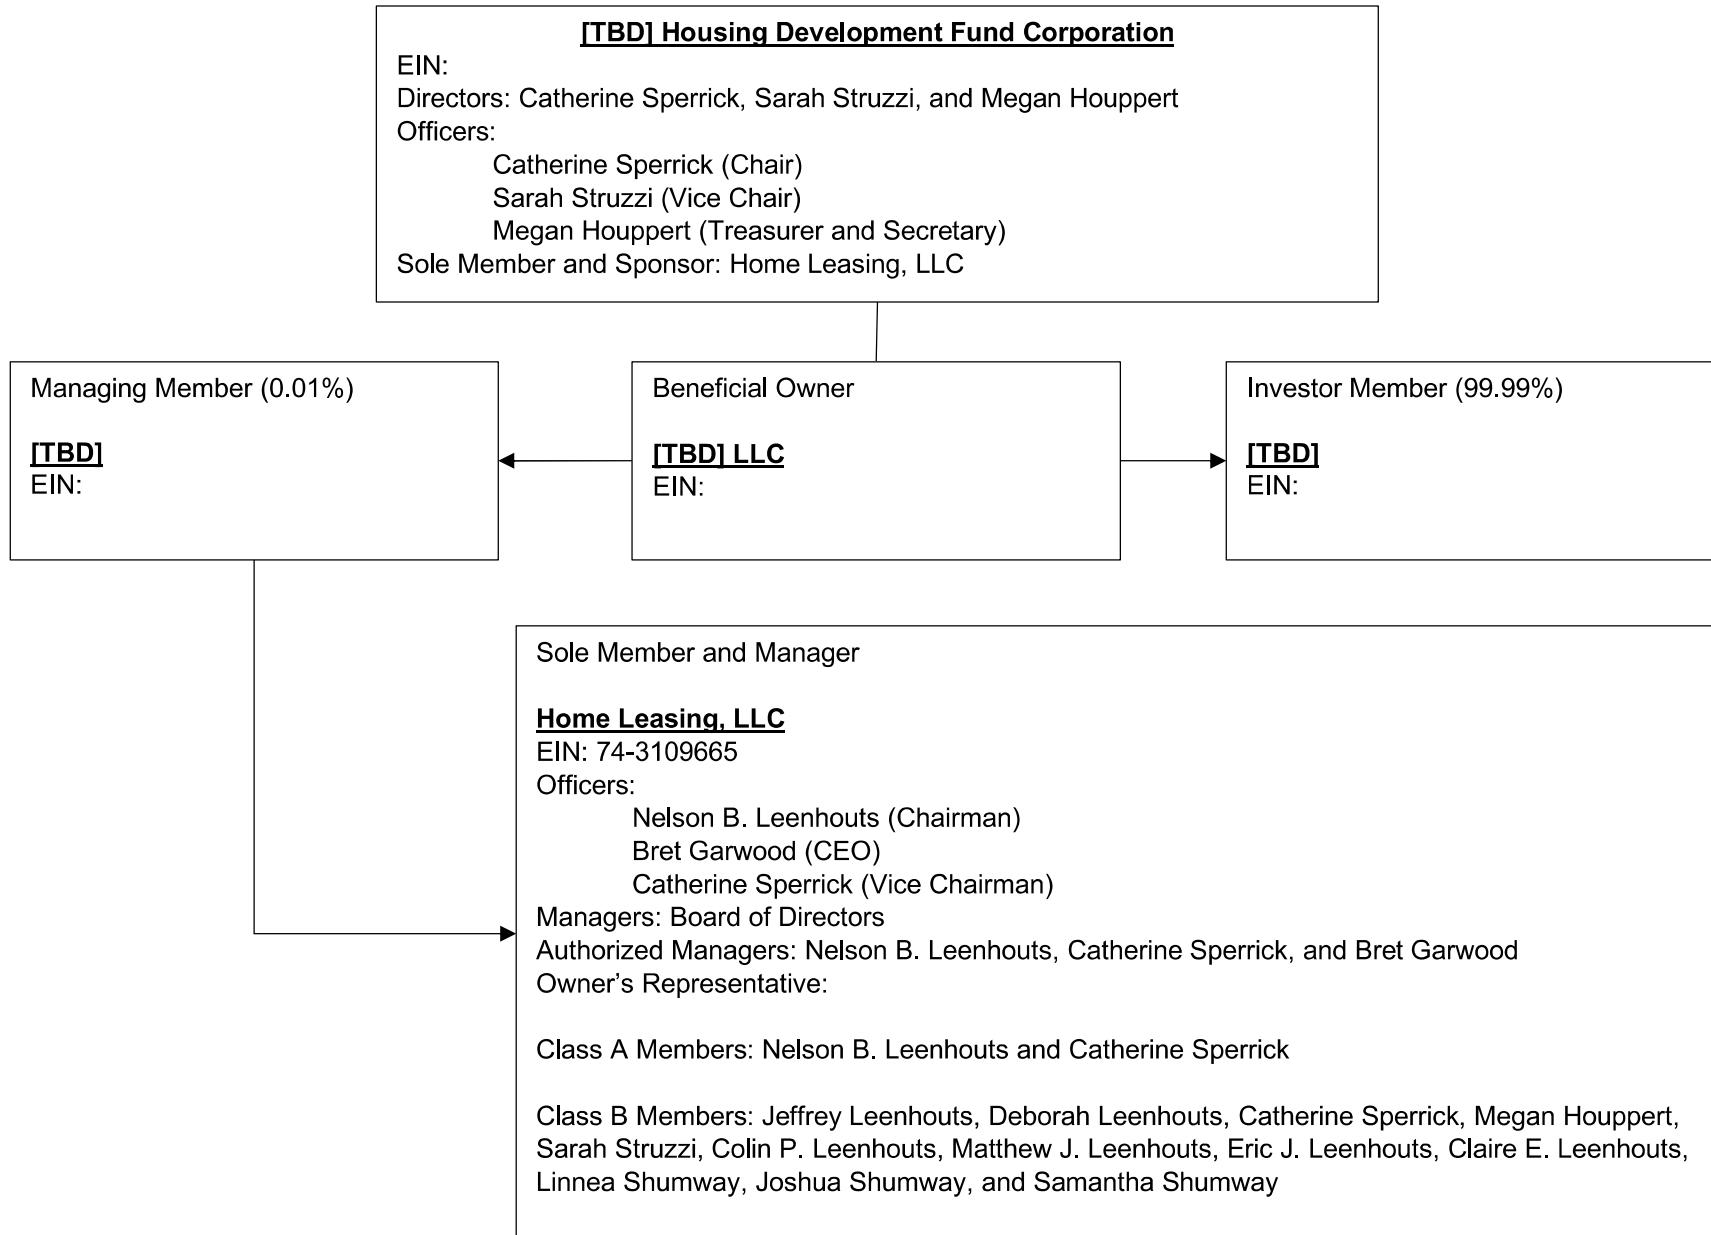 [TBD] Housing Development Fund Corporation
EIN:
Directors: Catherine Sperrick, Sarah Struzzi, and Megan Houppert
Officers:
Catherine Sperrick (Chair)
Sarah Struzzi (Vice Chair)
Megan Houppert (Treasurer and Secretary)
Sole Member and Sponsor: Home Leasing, LLC
Managing Member (0.01%)
[TBD]
EIN:
Beneficial Owner
[TBD] LLC
EIN:
Investor Member (99.99%)
[TBD]
EIN:
Sole Member and Manager
Home Leasing, LLC
EIN: 74-3109665
Officers:
Nelson B. Leenhouts (Chairman)
Bret Garwood (CEO)
Catherine Sperrick (Vice Chairman)
Managers: Board of Directors
Authorized Managers: Nelson B. Leenhouts, Catherine Sperrick, and Bret Garwood
Owner’s Representative:
Class A Members: Nelson B. Leenhouts and Catherine Sperrick
Class B Members: Jeffrey Leenhouts, Deborah Leenhouts, Catherine Sperrick, Megan Houppert,
Sarah Struzzi, Colin P. Leenhouts, Matthew J. Leenhouts, Eric J. Leenhouts, Claire E. Leenhouts,
Linnea Shumway, Joshua Shumway, and Samantha Shumway